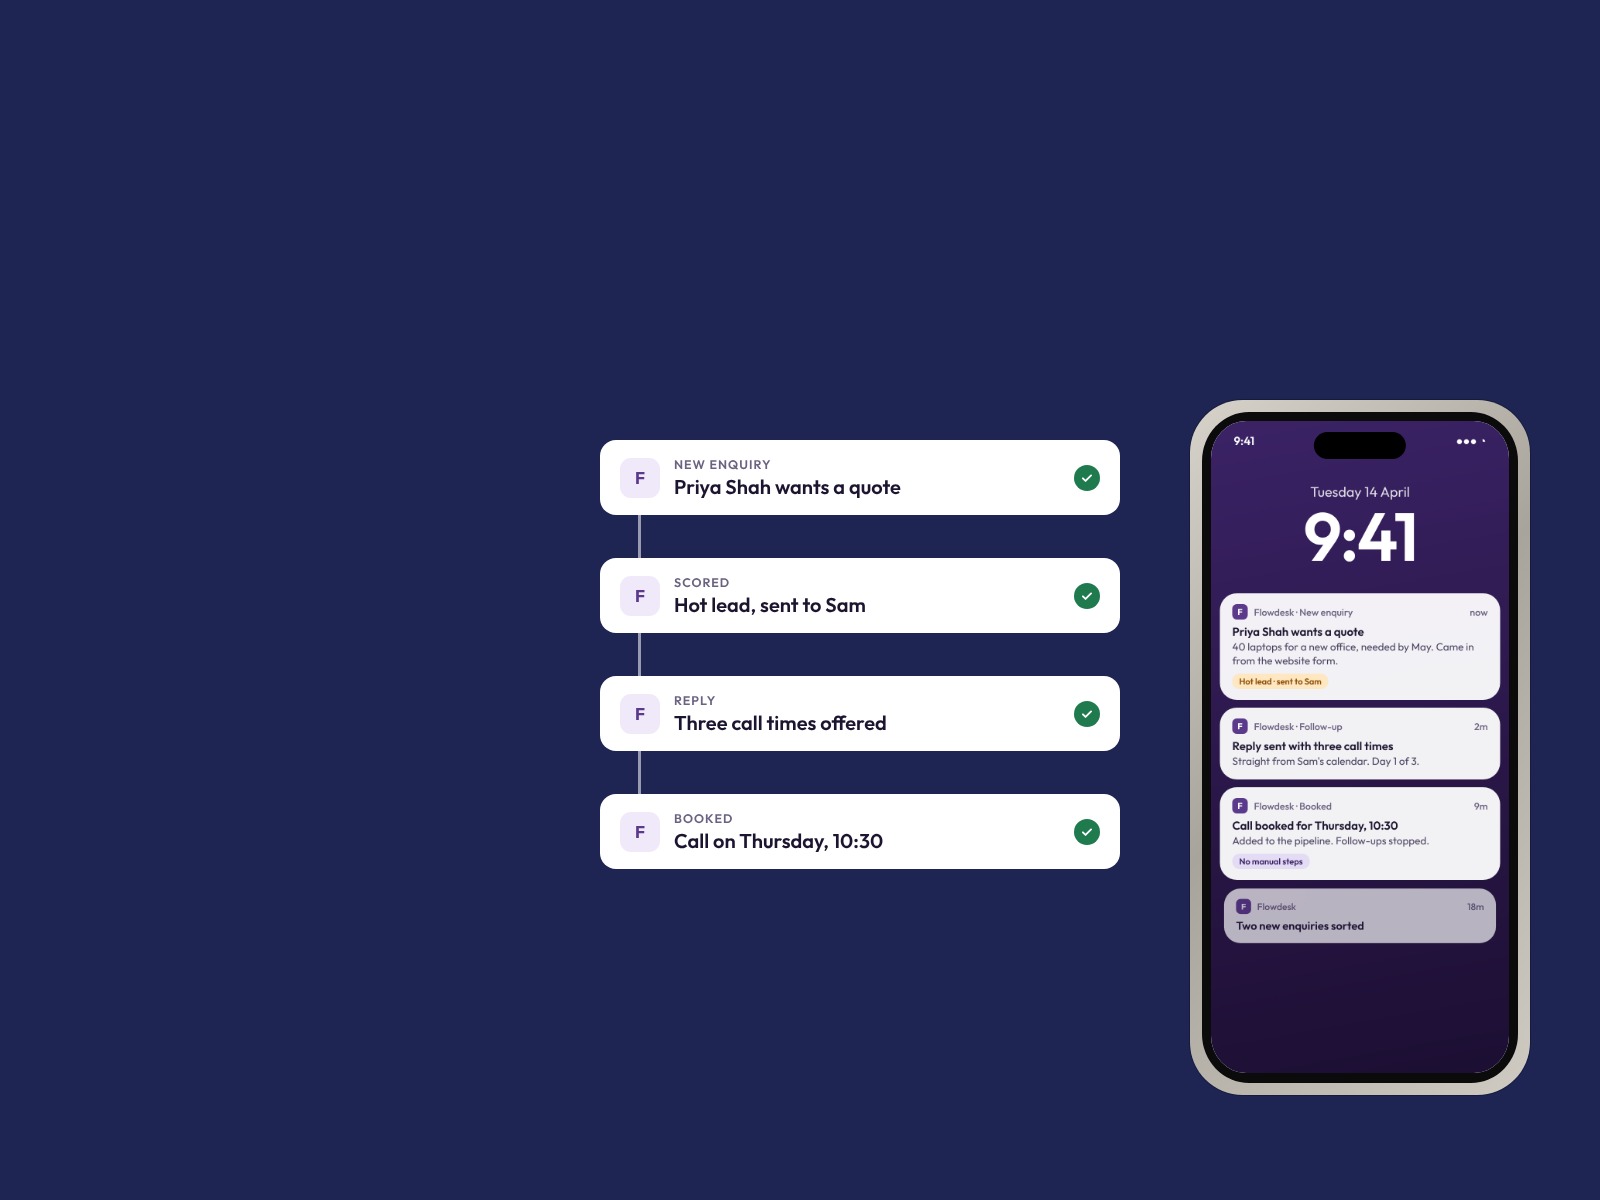 F
NEW ENQUIRY
Priya Shah wants a quote
F
SCORED
Hot lead, sent to Sam
F
REPLY
Three call times offered
F
BOOKED
Call on Thursday, 10:30
9:41
Tuesday 14 April
9:41
F Flowdesk · New enquiry now
Priya Shah wants a quote
40 laptops for a new office, needed by May. Came in
from the website form.
Hot lead · sent to Sam
F Flowdesk · Follow-up 2m
Reply sent with three call times
Straight from Sam's calendar. Day 1 of 3.
F Flowdesk · Booked 9m
Call booked for Thursday, 10:30
Added to the pipeline. Follow-ups stopped.
No manual steps
F Flowdesk 18m
Two new enquiries sorted